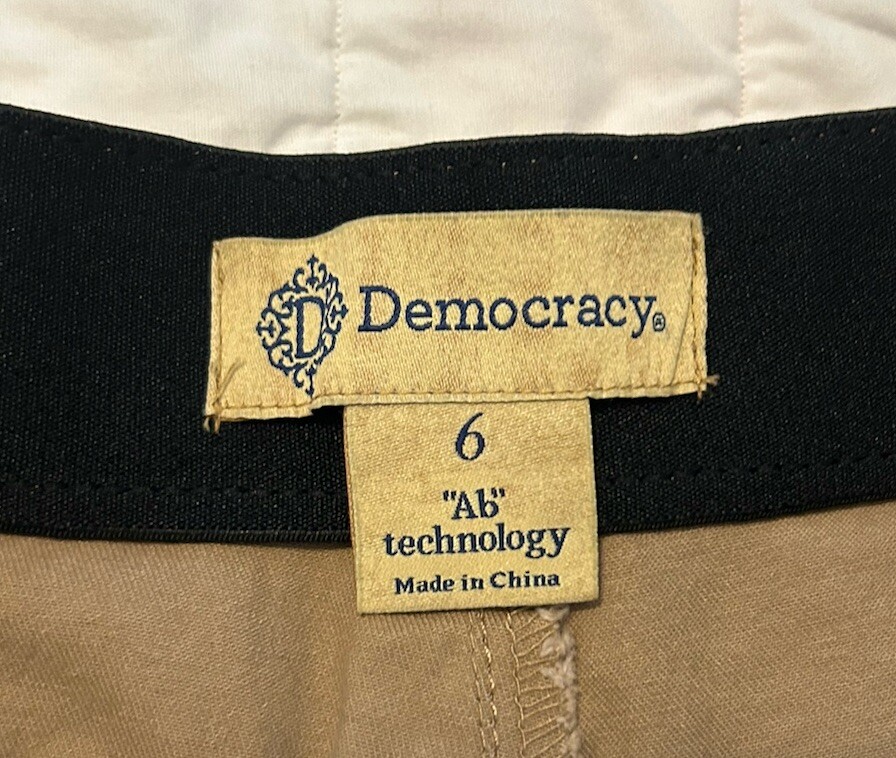 D
Democracy®
6
"Ab"
technology
Made in China